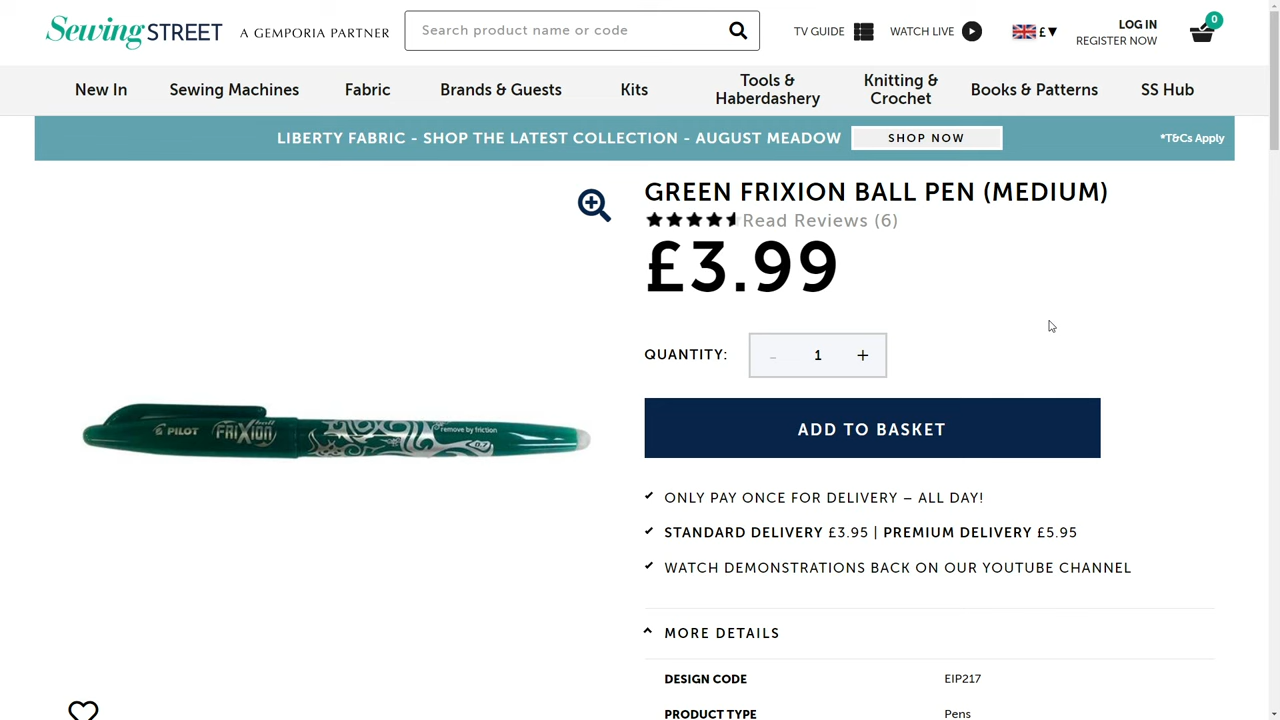 Sewing STREET
A GEMPORIA PARTNER
Search product name or code
TV GUIDE
WATCH LIVE
£▼
LOG IN
REGISTER NOW
0
New In
Sewing Machines
Fabric
Brands & Guests
Kits
Tools &
Haberdashery
Knitting &
Crochet
Books & Patterns
SS Hub
LIBERTY FABRIC - SHOP THE LATEST COLLECTION - AUGUST MEADOW
SHOP NOW
*T&Cs Apply
GREEN FRIXION BALL PEN (MEDIUM)
Read Reviews (6)
£3.99
QUANTITY:
- 1 +
PILOT
FRIXION
ball
remove by friction
0.7
ADD TO BASKET
ONLY PAY ONCE FOR DELIVERY – ALL DAY!
STANDARD DELIVERY £3.95 | PREMIUM DELIVERY £5.95
WATCH DEMONSTRATIONS BACK ON OUR YOUTUBE CHANNEL
MORE DETAILS
DESIGN CODE EIP217
PRODUCT TYPE Pens